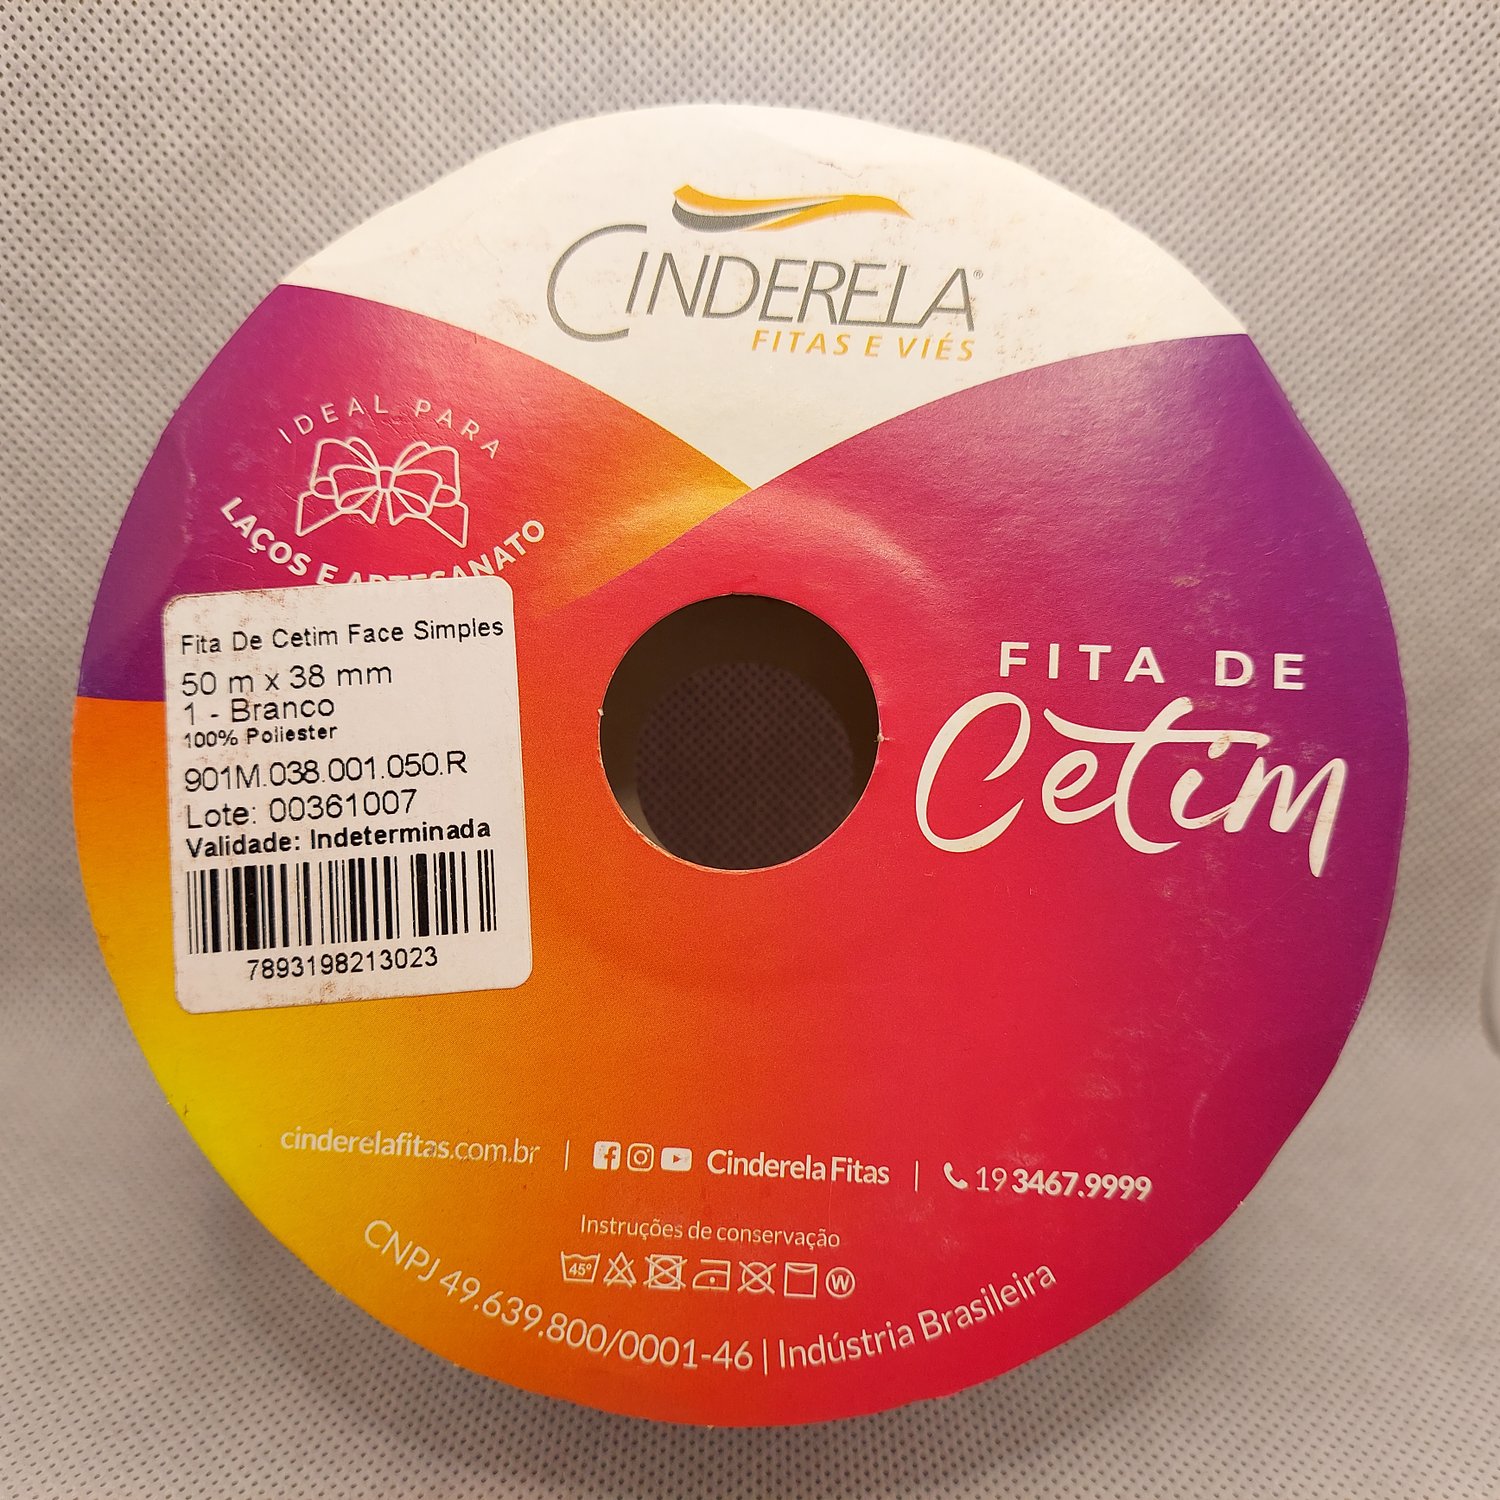 CINDERELA®
FITAS E VIÉS
IDEAL PARA
LAÇOS E ARTESANATO
Fita De Cetim Face Simples
50 m x 38 mm
1 - Branco
100% Poliester
901M.038.001.050.R
Lote: 00361007
Validade: Indeterminada
7893198213023
FITA DE
Cetim
cinderelafitas.com.br | Cinderela Fitas | 19 3467.9999
Instruções de conservação
45° W
CNPJ 49.639.800/0001-46 | Indústria Brasileira